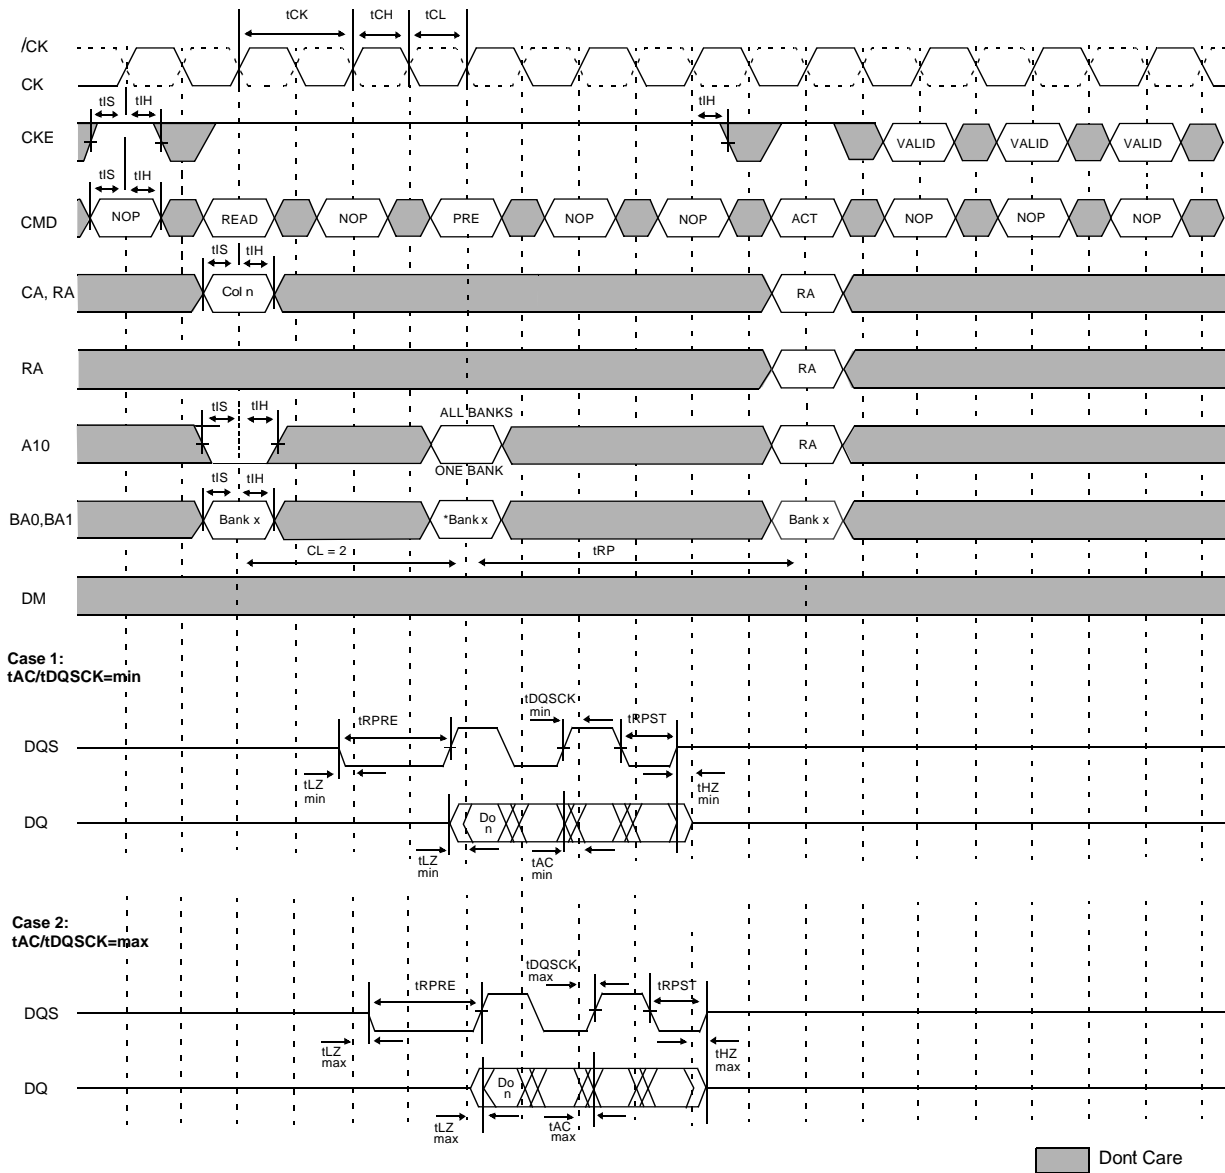 tCK tCH tCL
/CK
CK
tIS tIH tIH
CKE VALID VALID VALID
tIS tIH
CMD NOP READ NOP PRE NOP NOP ACT NOP NOP NOP
tIS tIH
CA, RA Col n RA
RA RA
tIS tIH ALL BANKS
A10 RA
ONE BANK
tIS tIH
BA0,BA1 Bank x *Bank x Bank x
CL = 2 tRP
DM
Case 1:
tAC/tDQSCK=min
tRPRE tDQSCK min tRPST
DQS
tLZ min tHZ min
DQ Do n
tLZ min tAC min
Case 2:
tAC/tDQSCK=max
tRPRE tDQSCK max tRPST
DQS
tLZ max tHZ max
DQ Do n
tLZ max tAC max
Dont Care